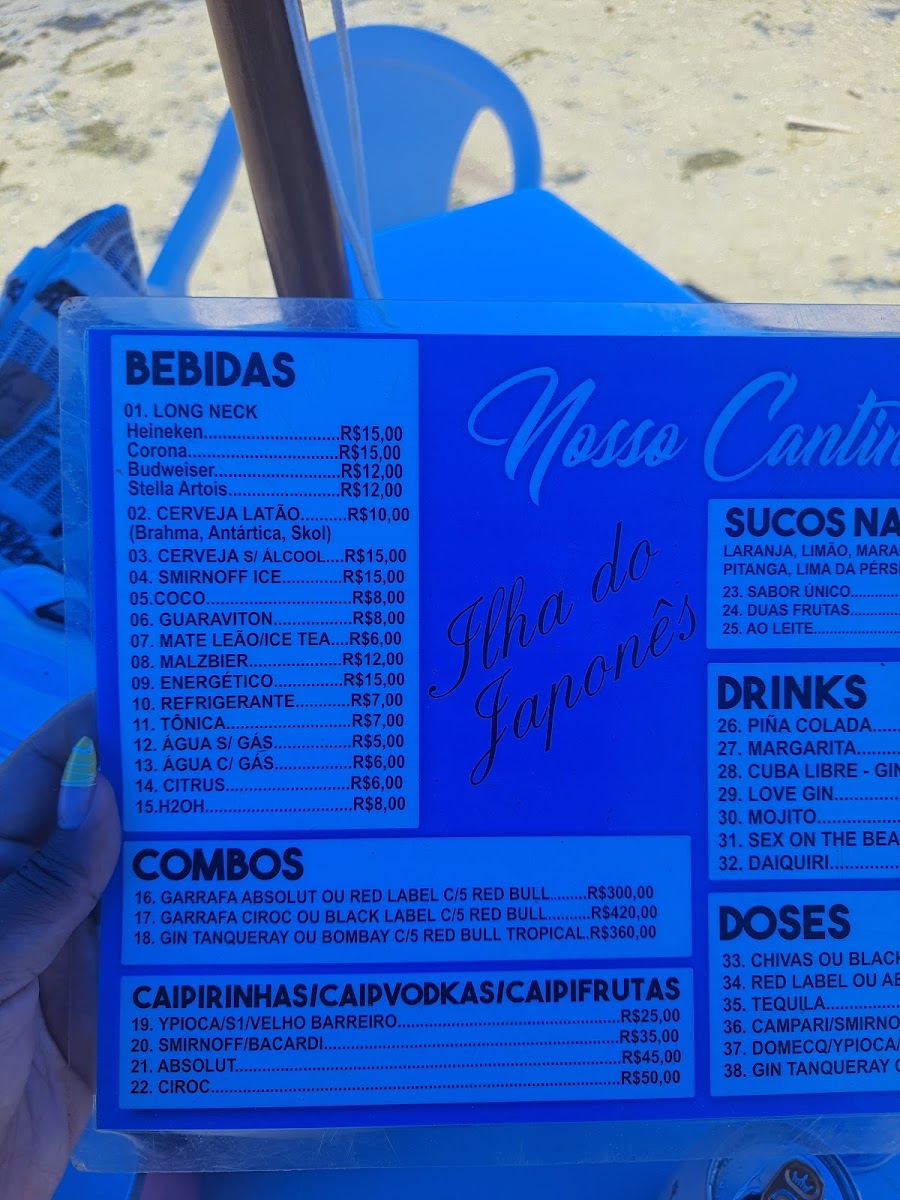 BEBIDAS
01. LONG NECK
Heineken..............................R$15,00
Corona.......................................R$15,00
Budweiser...........................R$12,00
Stella Artois........................R$12,00
02. CERVEJA LATÃO..........R$10,00
(Brahma, Antártica, Skol)
03. CERVEJA S/ ÁLCOOL....R$15,00
04. SMIRNOFF ICE.............R$15,00
05.COCO................................R$8,00
06. GUARAVITON.................R$8,00
07. MATE LEÃO/ICE TEA....R$6,00
08. MALZBIER....................R$12,00
09. ENERGÉTICO...............R$15,00
10. REFRIGERANTE............R$7,00
11. TÔNICA...........................R$7,00
12. ÁGUA S/ GÁS.................R$5,00
13. ÁGUA C/ GÁS.................R$6,00
14. CITRUS...........................R$6,00
15.H2OH................................R$8,00
COMBOS
16. GARRAFA ABSOLUT OU RED LABEL C/5 RED BULL.........R$300,00
17. GARRAFA CIROC OU BLACK LABEL C/5 RED BULL..........R$420,00
18. GIN TANQUERAY OU BOMBAY C/5 RED BULL TROPICAL.R$360,00
CAIPIRINHAS/CAIPVODKAS/CAIPIFRUTAS
19. YPIOCA/S1/VELHO BARREIRO................................................R$25,00
20. SMIRNOFF/BACARDI................................................................R$35,00
21. ABSOLUT.....................................................................................R$45,00
22. CIROC..........................................................................................R$50,00
Nosso Cantin
Ilha do
Japonês
SUCOS NA
LARANJA, LIMÃO, MARA
PITANGA, LIMA DA PÉRS
23. SABOR ÚNICO
24. DUAS FRUTAS
25. AO LEITE
DRINKS
26. PIÑA COLADA
27. MARGARITA
28. CUBA LIBRE - GIN
29. LOVE GIN
30. MOJITO
31. SEX ON THE BEA
32. DAIQUIRI
DOSES
33. CHIVAS OU BLACK
34. RED LABEL OU AB
35. TEQUILA
36. CAMPARI/SMIRNO
37. DOMECQ/YPIOCA/
38. GIN TANQUERAY